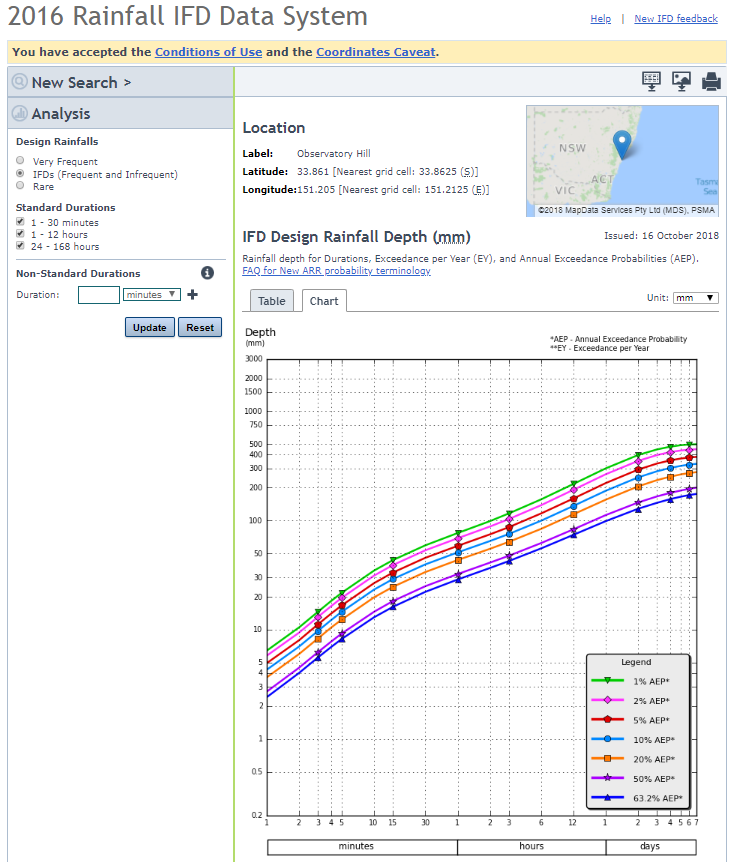 2016 Rainfall IFD Data System
Help | New IFD feedback
You have accepted the Conditions of Use and the Coordinates Caveat.
New Search >
Analysis
Design Rainfalls
Very Frequent
IFDs (Frequent and Infrequent)
Rare
Standard Durations
1 - 30 minutes
1 - 12 hours
24 - 168 hours
Non-Standard Durations
Duration: minutes
Update Reset
Location
Label: Observatory Hill
Latitude: 33.861 [Nearest grid cell: 33.8625 (S)]
Longitude:151.205 [Nearest grid cell: 151.2125 (E)]
NSW
ACT
VIC
Tasm
Sea
©2018 MapData Services Pty Ltd (MDS), PSMA
IFD Design Rainfall Depth (mm)
Issued: 16 October 2018
Rainfall depth for Durations, Exceedance per Year (EY), and Annual Exceedance Probabilities (AEP).
FAQ for New ARR probability terminology
Table Chart
Unit: mm
Depth
(mm)
*AEP - Annual Exceedance Probability
**EY - Exceedance per Year
3000
2000
1500
1000
750
500
400
300
200
100
50
30
20
10
5
4
3
2
1
0.5
0.2
Legend
1% AEP*
2% AEP*
5% AEP*
10% AEP*
20% AEP*
50% AEP*
63.2% AEP*
1 2 3 4 5 10 15 30 1 2 3 6 12 1 2 3 4 5 6 7
minutes hours days